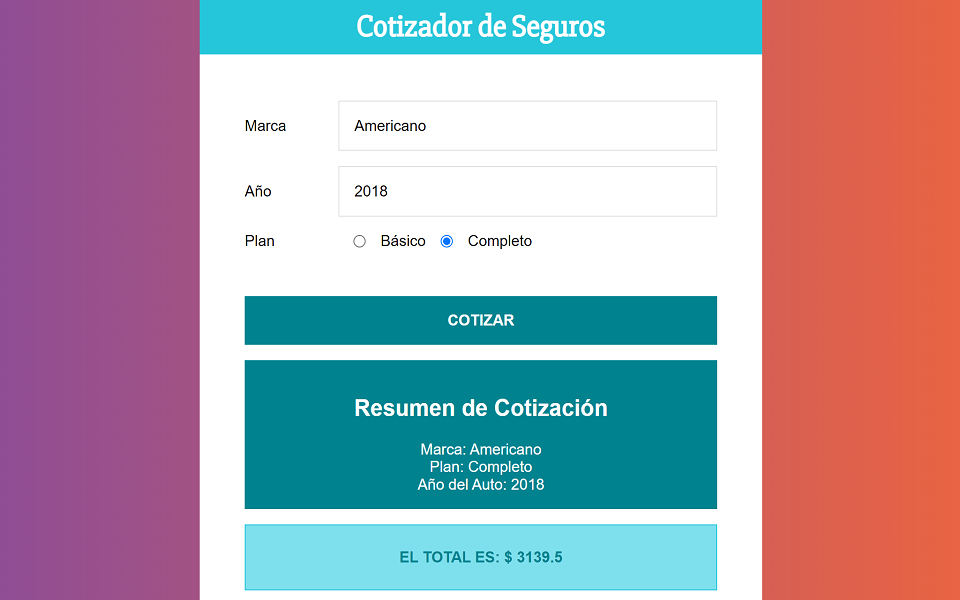 Cotizador de Seguros
Marca
Americano
Año
2018
Plan
Básico
Completo
COTIZAR
Resumen de Cotización
Marca: Americano
Plan: Completo
Año del Auto: 2018
EL TOTAL ES: $ 3139.5